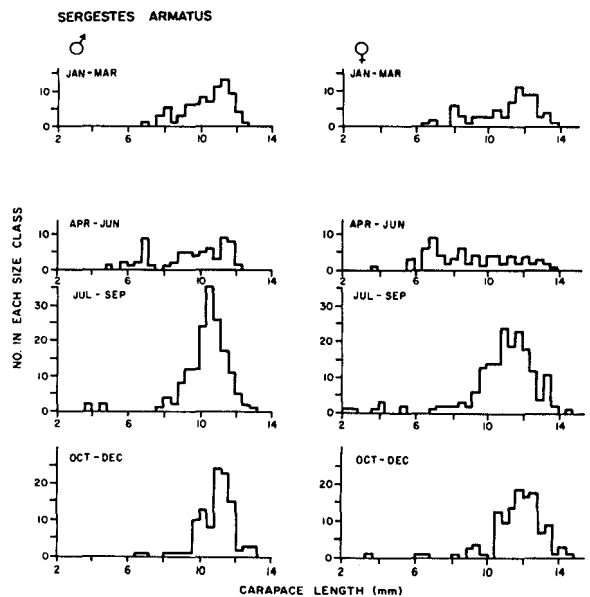 SERGESTES ARMATUS
♂ ♀
JAN-MAR JAN-MAR
10 10
0 0
2 6 10 14 2 6 10 14
APR-JUN APR-JUN
10 10
0 0
2 6 10 14 2 6 10 14
JUL-SEP JUL-SEP
30 30
20 20
10 10
0 0
2 6 10 14 2 6 10 14
OCT-DEC OCT-DEC
20 20
10 10
0 0
2 6 10 14 2 6 10 14
NO. IN EACH SIZE CLASS
CARAPACE LENGTH (mm)